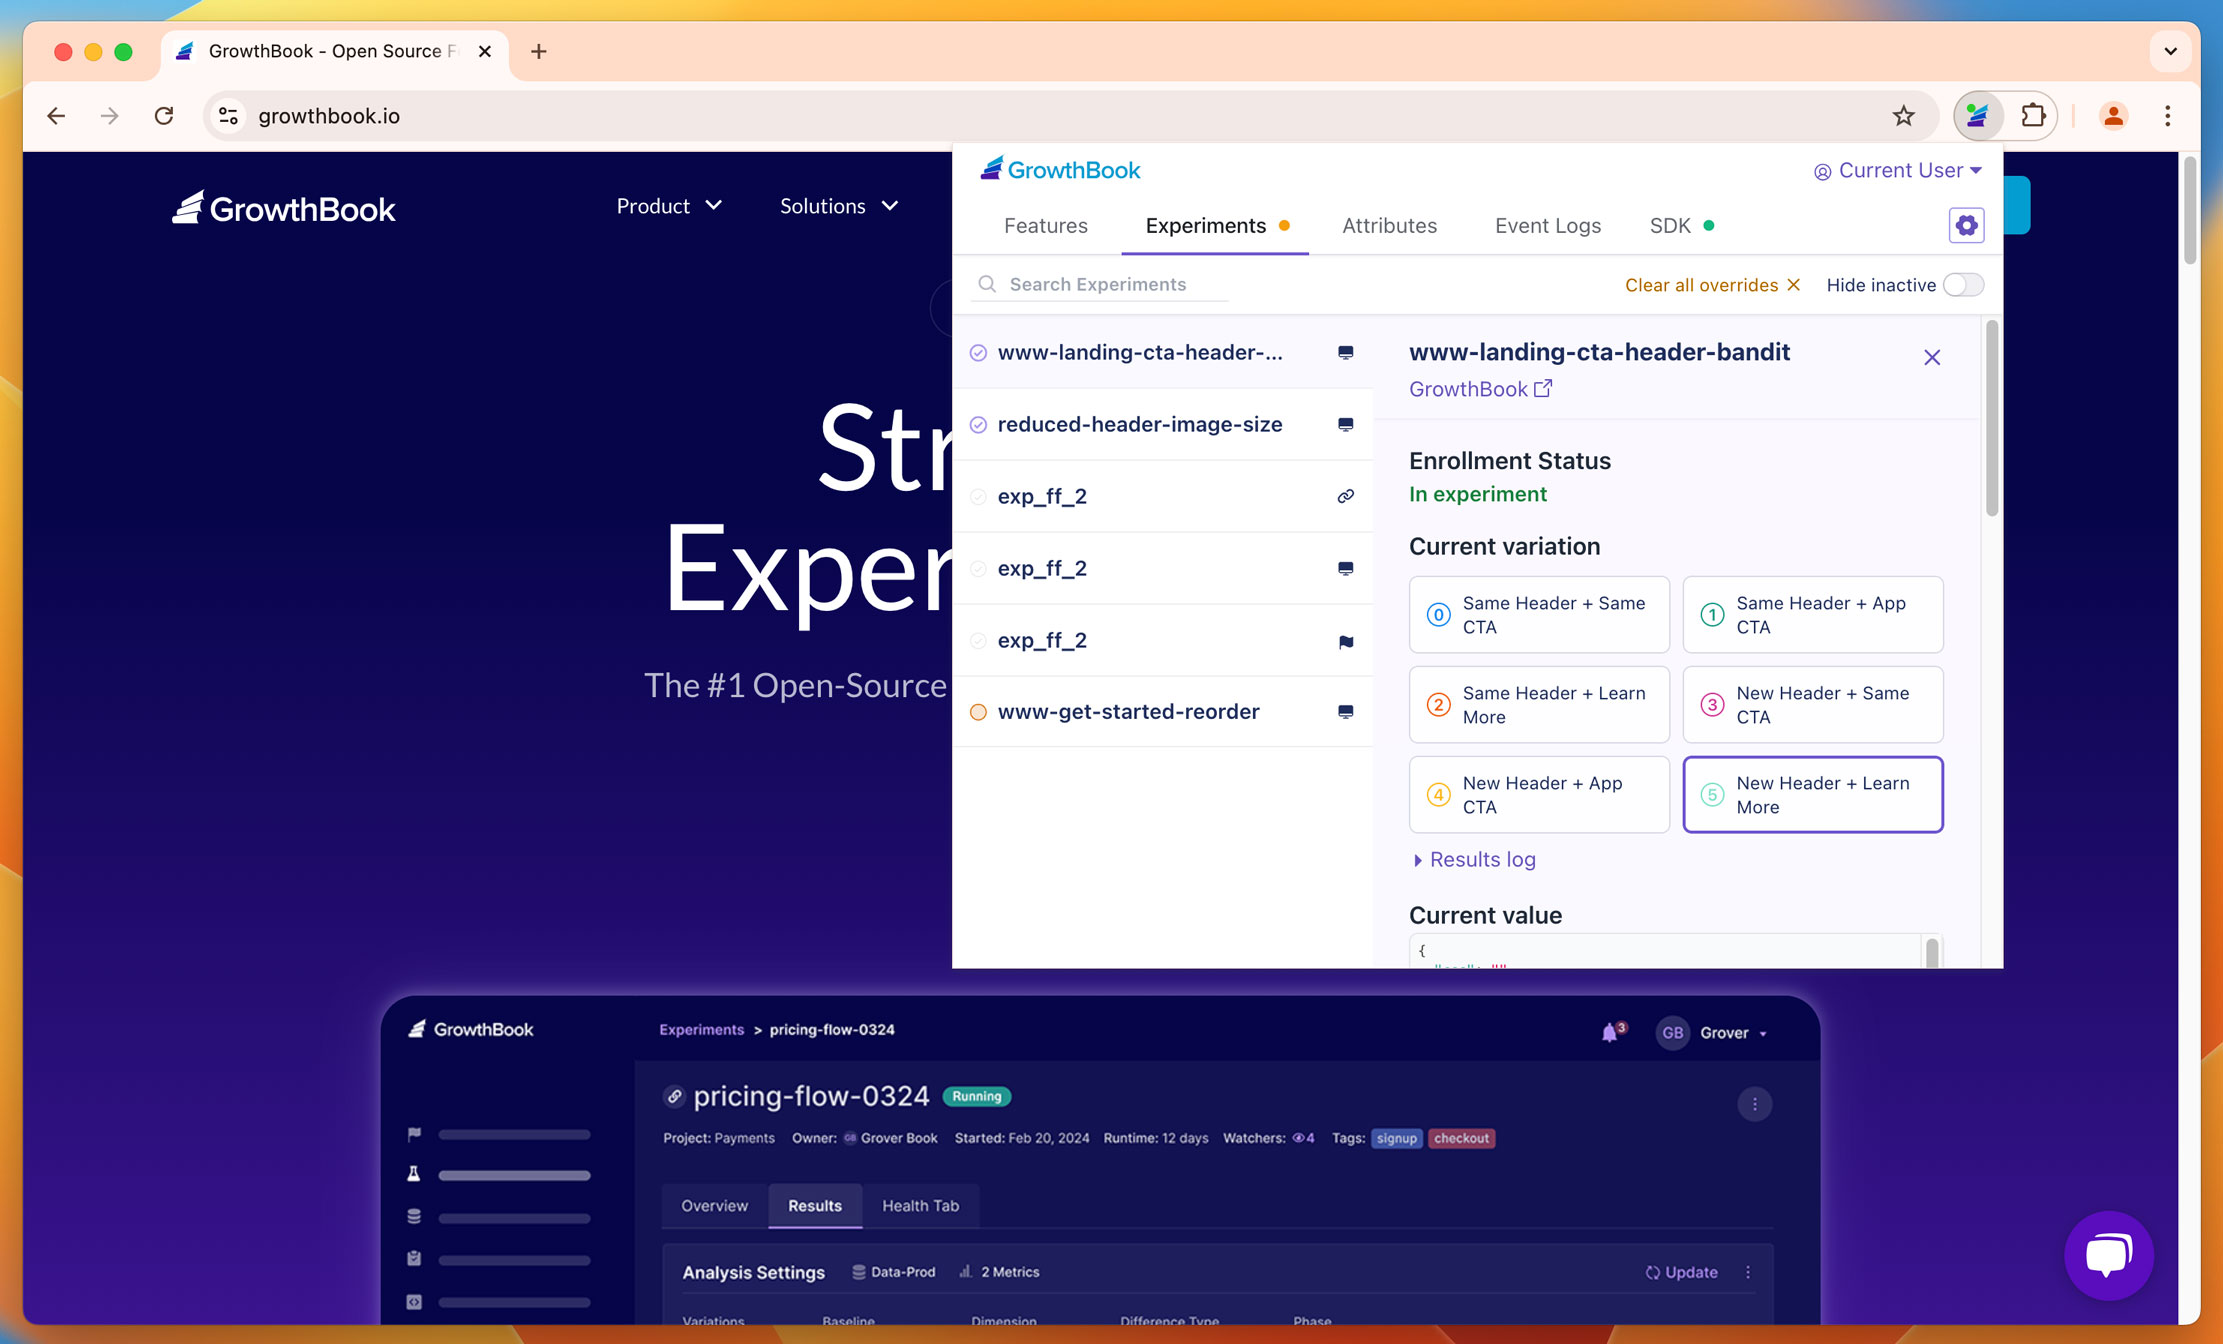 GrowthBook - Open Source F
growthbook.io
GrowthBook
Product
Solutions
Str
Exper
The #1 Open-Source
GrowthBook
Current User
Features
Experiments
Attributes
Event Logs
SDK
Search Experiments
Clear all overrides
Hide inactive
www-landing-cta-header-...
reduced-header-image-size
exp_ff_2
exp_ff_2
exp_ff_2
www-get-started-reorder
www-landing-cta-header-bandit
GrowthBook
Enrollment Status
In experiment
Current variation
0 Same Header + Same
CTA
1 Same Header + App
CTA
2 Same Header + Learn
More
3 New Header + Same
CTA
4 New Header + App
CTA
5 New Header + Learn
More
Results log
Current value
{
GrowthBook
Experiments > pricing-flow-0324
3
GB Grover
pricing-flow-0324 Running
Project: Payments Owner: GB Grover Book Started: Feb 20, 2024 Runtime: 12 days Watchers: 4 Tags: signup checkout
Overview
Results
Health Tab
Analysis Settings
Data-Prod
2 Metrics
Update
Variations
Baseline
Dimension
Difference Type
Phase